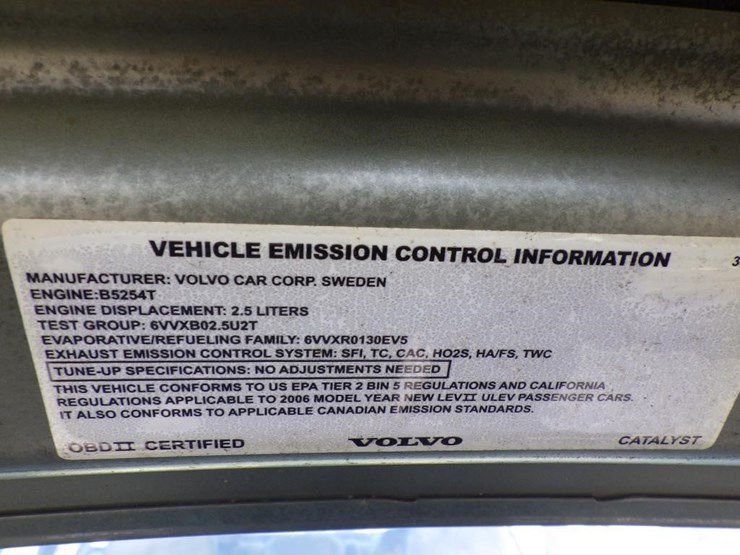 VEHICLE EMISSION CONTROL INFORMATION
3
MANUFACTURER: VOLVO CAR CORP. SWEDEN
ENGINE:B5254T
ENGINE DISPLACEMENT: 2.5 LITERS
TEST GROUP: 6VVXB02.5U2T
EVAPORATIVE/REFUELING FAMILY: 6VVXR0130EV5
EXHAUST EMISSION CONTROL SYSTEM: SFI, TC, CAC, HO2S, HA/FS, TWC
TUNE-UP SPECIFICATIONS: NO ADJUSTMENTS NEEDED
THIS VEHICLE CONFORMS TO US EPA TIER 2 BIN 5 REGULATIONS AND CALIFORNIA
REGULATIONS APPLICABLE TO 2006 MODEL YEAR NEW LEVII ULEV PASSENGER CARS.
IT ALSO CONFORMS TO APPLICABLE CANADIAN EMISSION STANDARDS.
OBDII CERTIFIED VOLVO CATALYST